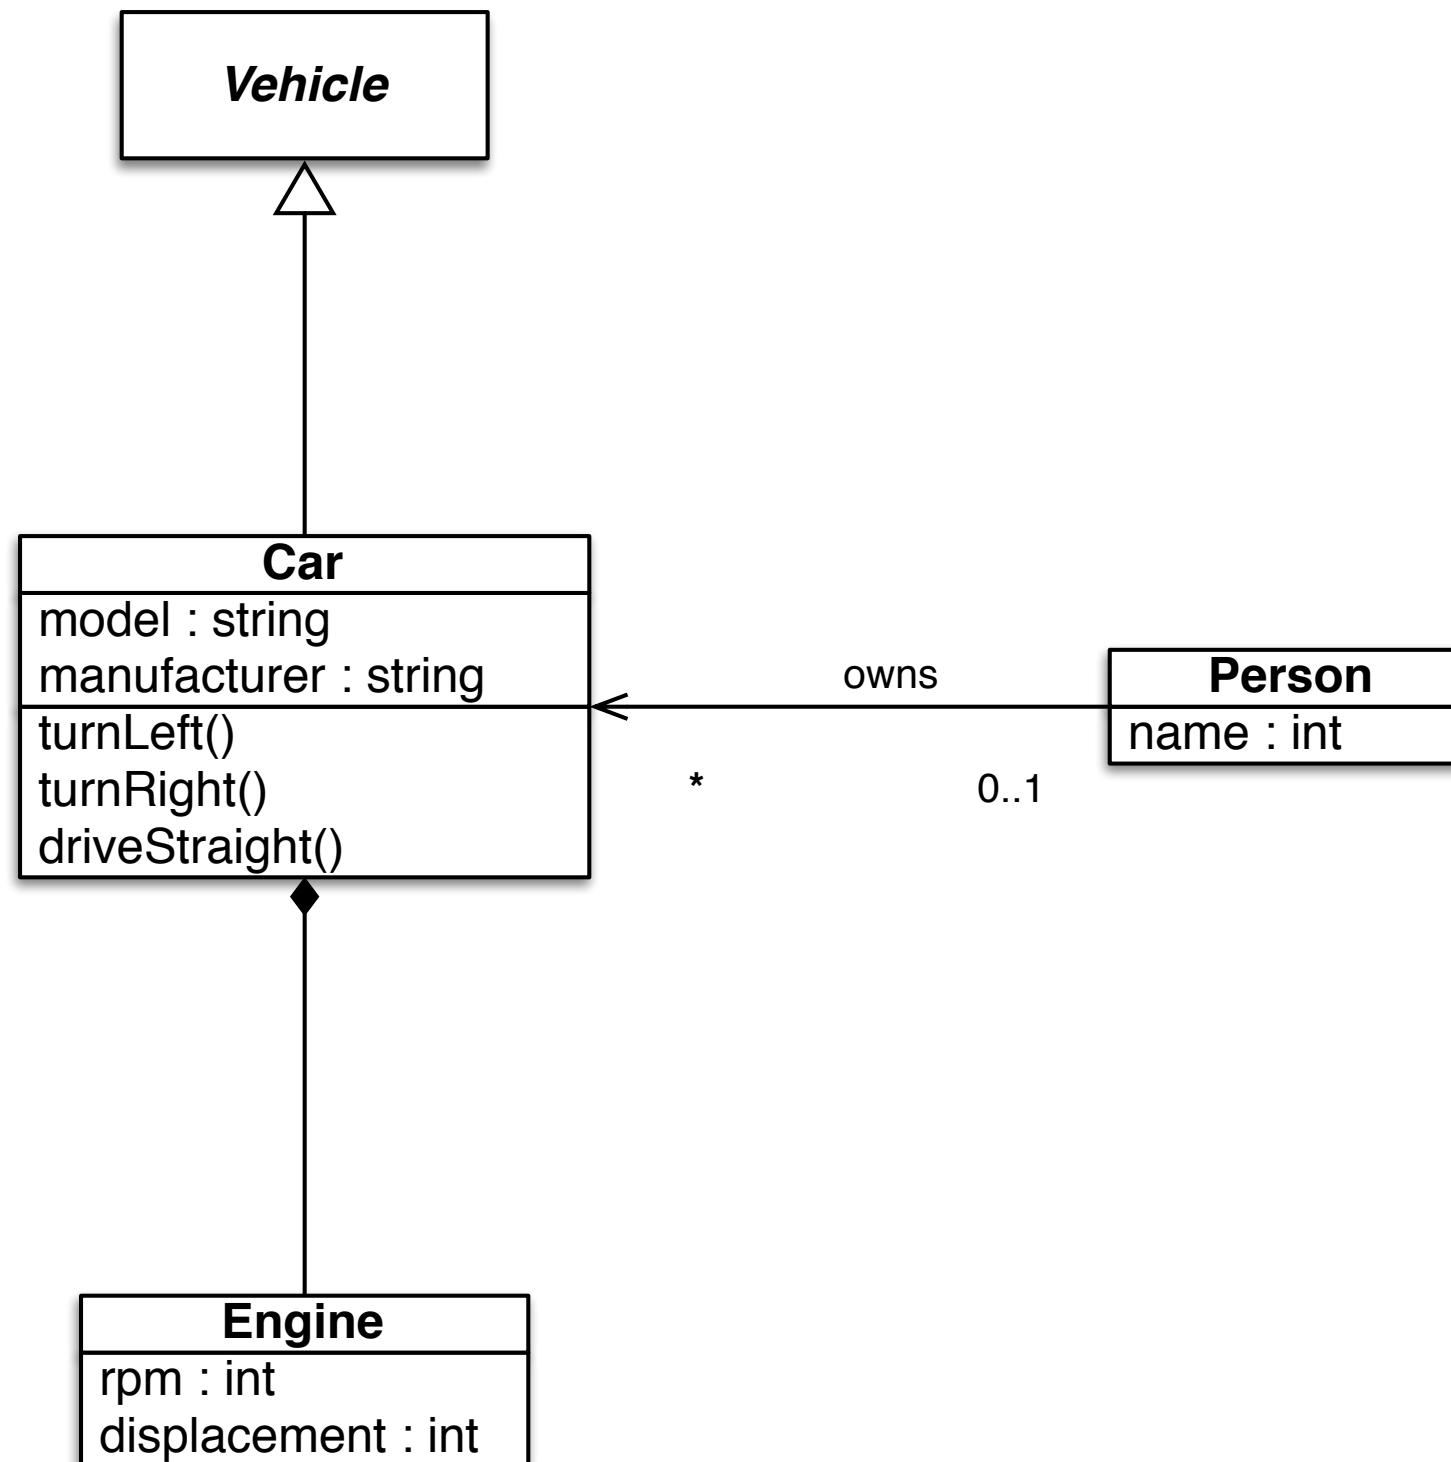 Vehicle
Car
model : string
manufacturer : string
turnLeft()
turnRight()
driveStraight()
owns
*
0..1
Person
name : int
Engine
rpm : int
displacement : int